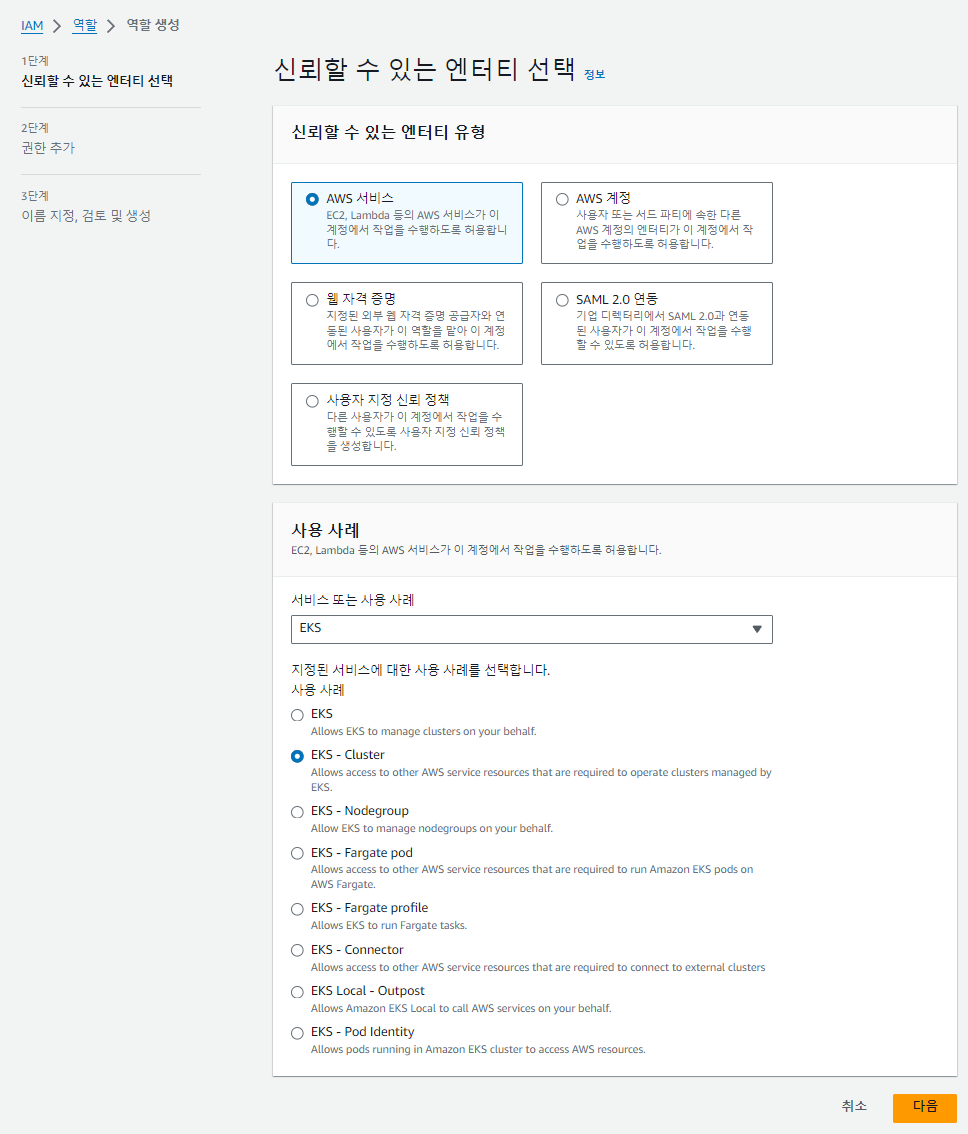 IAM > 역할 > 역할 생성
1단계
신뢰할 수 있는 엔터티 선택
2단계
권한 추가
3단계
이름 지정, 검토 및 생성
신뢰할 수 있는 엔터티 선택 정보
신뢰할 수 있는 엔터티 유형
AWS 서비스
EC2, Lambda 등의 AWS 서비스가 이
계정에서 작업을 수행하도록 허용합니
다.
AWS 계정
사용자 또는 서드 파티에 속한 다른
AWS 계정의 엔터티가 이 계정에서 작
업을 수행하도록 허용합니다.
웹 자격 증명
지정된 외부 웹 자격 증명 공급자와 연
동된 사용자가 이 역할을 맡아 이 계정
에서 작업을 수행하도록 허용합니다.
SAML 2.0 연동
기업 디렉터리에서 SAML 2.0과 연동
된 사용자가 이 계정에서 작업을 수행
할 수 있도록 허용합니다.
사용자 지정 신뢰 정책
다른 사용자가 이 계정에서 작업을 수
행할 수 있도록 사용자 지정 신뢰 정책
을 생성합니다.
사용 사례
EC2, Lambda 등의 AWS 서비스가 이 계정에서 작업을 수행하도록 허용합니다.
서비스 또는 사용 사례
EKS
지정된 서비스에 대한 사용 사례를 선택합니다.
사용 사례
EKS
Allows EKS to manage clusters on your behalf.
EKS - Cluster
Allows access to other AWS service resources that are required to operate clusters managed by
EKS.
EKS - Nodegroup
Allow EKS to manage nodegroups on your behalf.
EKS - Fargate pod
Allows access to other AWS service resources that are required to run Amazon EKS pods on
AWS Fargate.
EKS - Fargate profile
Allows EKS to run Fargate tasks.
EKS - Connector
Allows access to other AWS service resources that are required to connect to external clusters
EKS Local - Outpost
Allows Amazon EKS Local to call AWS services on your behalf.
EKS - Pod Identity
Allows pods running in Amazon EKS cluster to access AWS resources.
취소
다음